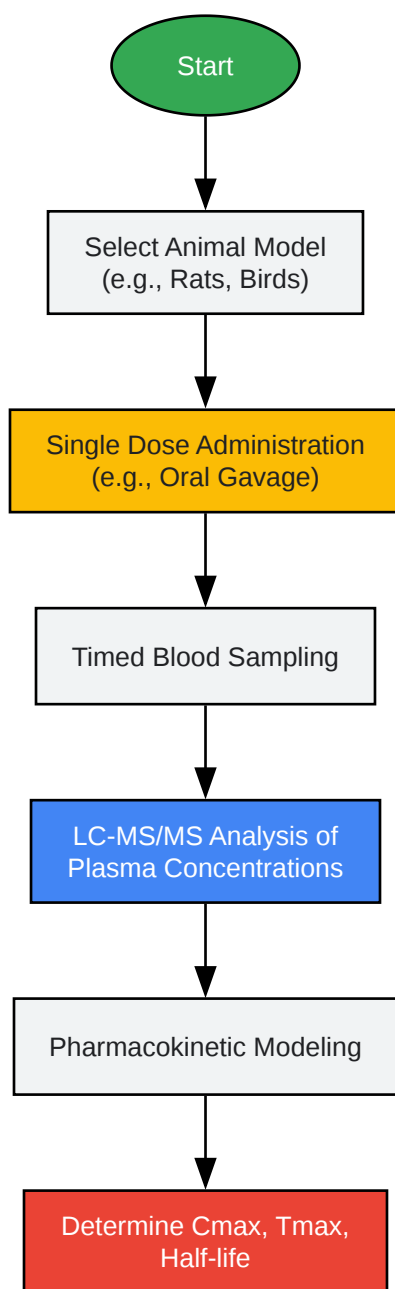 Start
Select Animal Model
(e.g., Rats, Birds)
Single Dose Administration
(e.g., Oral Gavage)
Timed Blood Sampling
LC-MS/MS Analysis of
Plasma Concentrations
Pharmacokinetic Modeling
Determine Cmax, Tmax,
Half-life